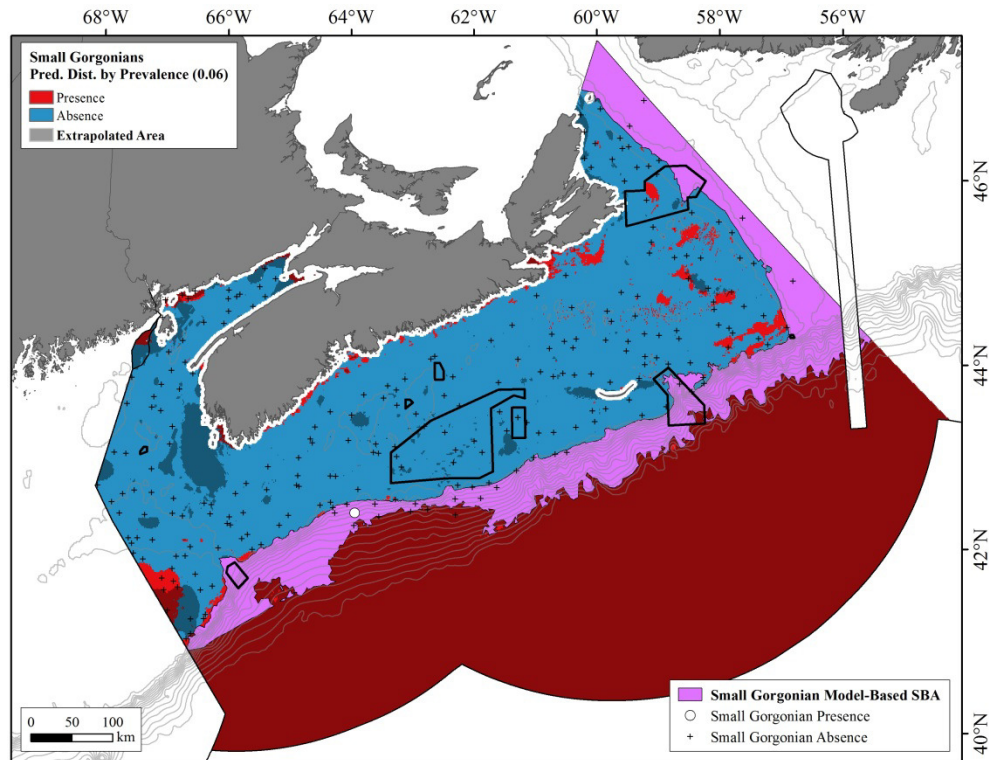 68°W 66°W 64°W 62°W 60°W 58°W 56°W
Small Gorgonians
Pred. Dist. by Prevalence (0.06)
Presence
Absence
Extrapolated Area
46°N
44°N
42°N
40°N
0 50 100
km
Small Gorgonian Model-Based SBA
Small Gorgonian Presence
Small Gorgonian Absence